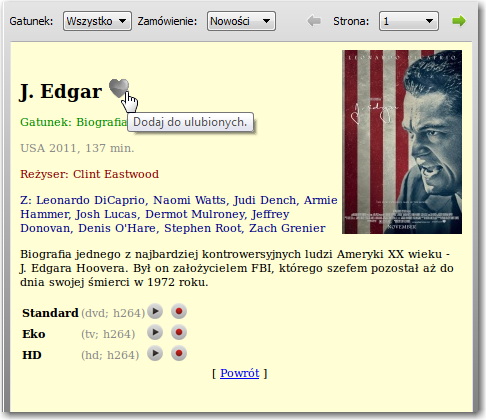 Gatunek: Wszystko Zamówienie: Nowości Strona: 1
LEONARDO DICAPRIO
J. Edgar
J. Edgar
NOVEMBER
Gatunek: Biografia
Dodaj do ulubionych.
USA 2011, 137 min.
Reżyser: Clint Eastwood
Z: Leonardo DiCaprio, Naomi Watts, Judi Dench, Armie
Hammer, Josh Lucas, Dermot Mulroney, Jeffrey
Donovan, Denis O'Hare, Stephen Root, Zach Grenier
Biografia jednego z najbardziej kontrowersyjnych ludzi Ameryki XX wieku -
J. Edgara Hoovera. Był on założycielem FBI, którego szefem pozostał aż do
dnia swojej śmierci w 1972 roku.
Standard (dvd; h264)
Eko (tv; h264)
HD (hd; h264)
[ Powrót ]